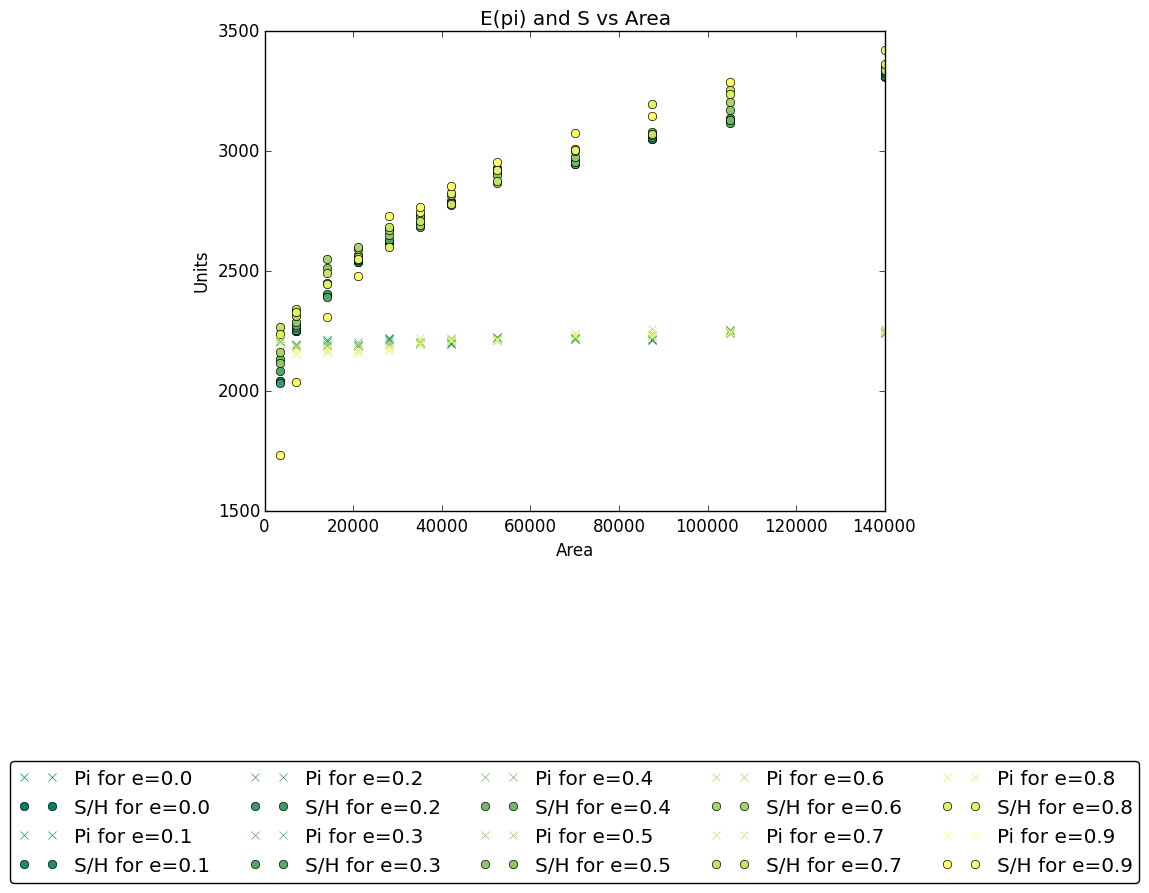 E(pi) and S vs Area
3500
3000
2500
2000
1500
Units
0 20000 40000 60000 80000 100000 120000 140000
Area
Pi for e=0.0 Pi for e=0.2 Pi for e=0.4 Pi for e=0.6 Pi for e=0.8
S/H for e=0.0 S/H for e=0.2 S/H for e=0.4 S/H for e=0.6 S/H for e=0.8
Pi for e=0.1 Pi for e=0.3 Pi for e=0.5 Pi for e=0.7 Pi for e=0.9
S/H for e=0.1 S/H for e=0.3 S/H for e=0.5 S/H for e=0.7 S/H for e=0.9